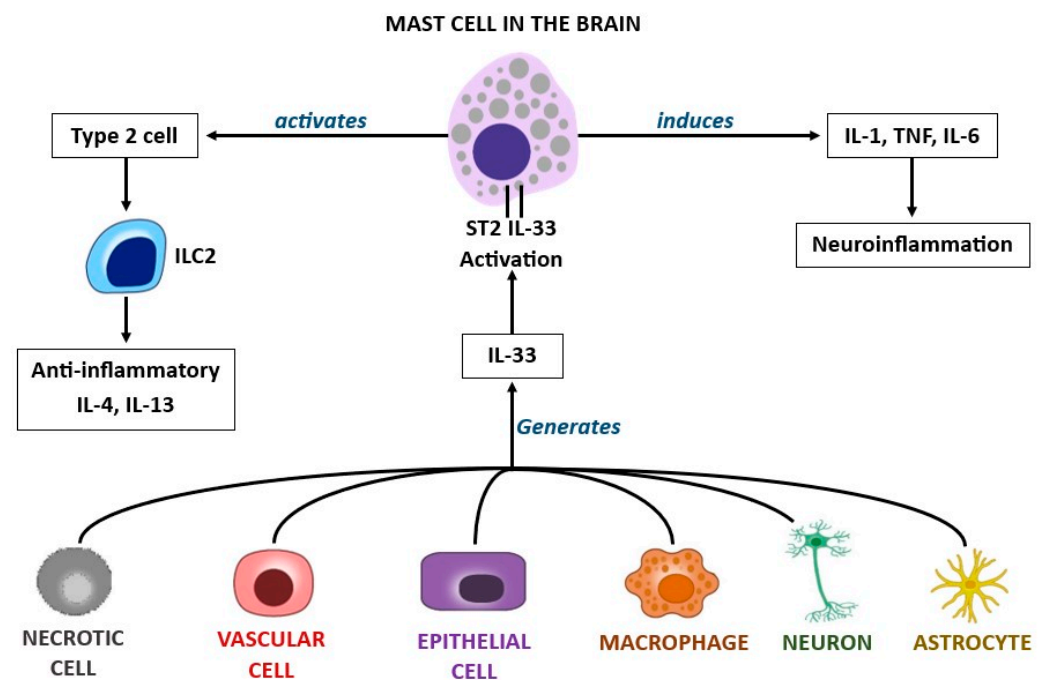 MAST CELL IN THE BRAIN
activates
induces
Type 2 cell
IL-1, TNF, IL-6
ST2 IL-33
Activation
Neuroinflammation
ILC2
IL-33
Anti-inflammatory
IL-4, IL-13
Generates
NECROTIC
CELL
VASCULAR
CELL
EPITHELIAL
CELL
MACROPHAGE
NEURON
ASTROCYTE